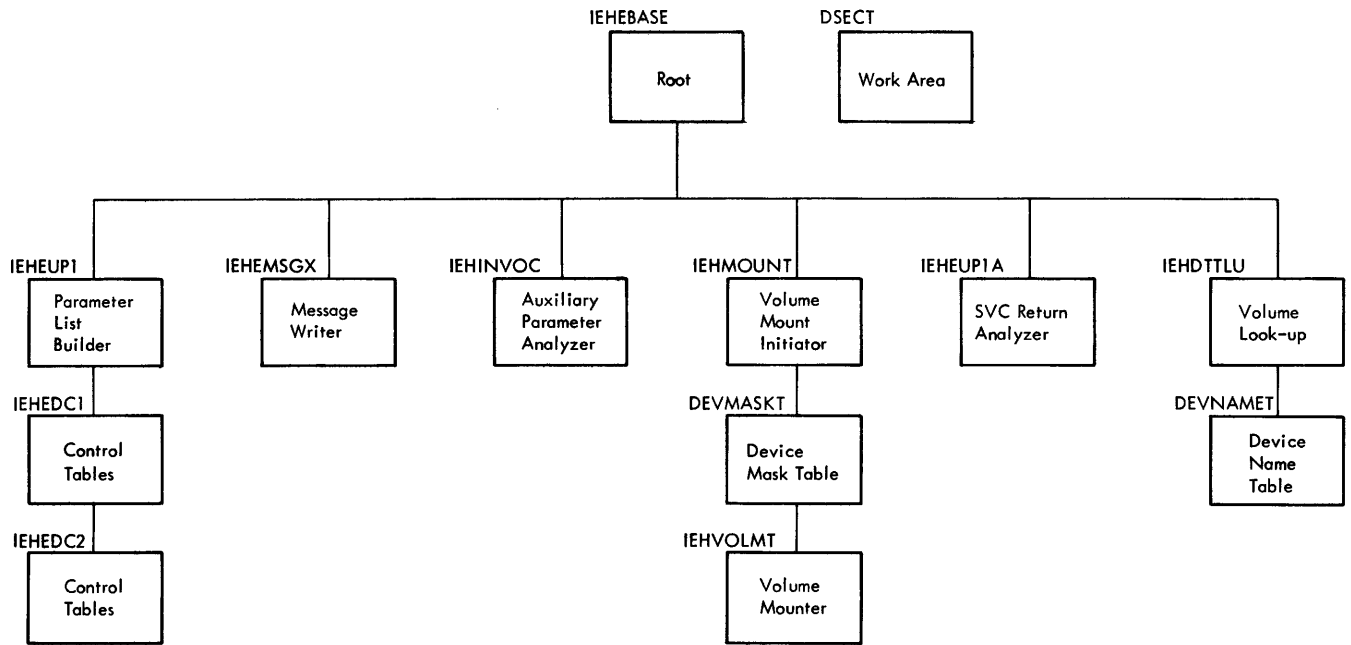 IEHEBASE
Root
DSECT
Work Area
IEHEUP1
Parameter
List
Builder
IEHEMSGX
Message
Writer
IEHINVOC
Auxiliary
Parameter
Analyzer
IEHMOUNT
Volume
Mount
Initiator
IEHEUP1A
SVC Return
Analyzer
IEHDTTLU
Volume
Look-up
IEHEDC1
Control
Tables
DEVMASKT
Device
Mask Table
DEVNAMET
Device
Name
Table
IEHEDC2
Control
Tables
IEHVOLMT
Volume
Mounter